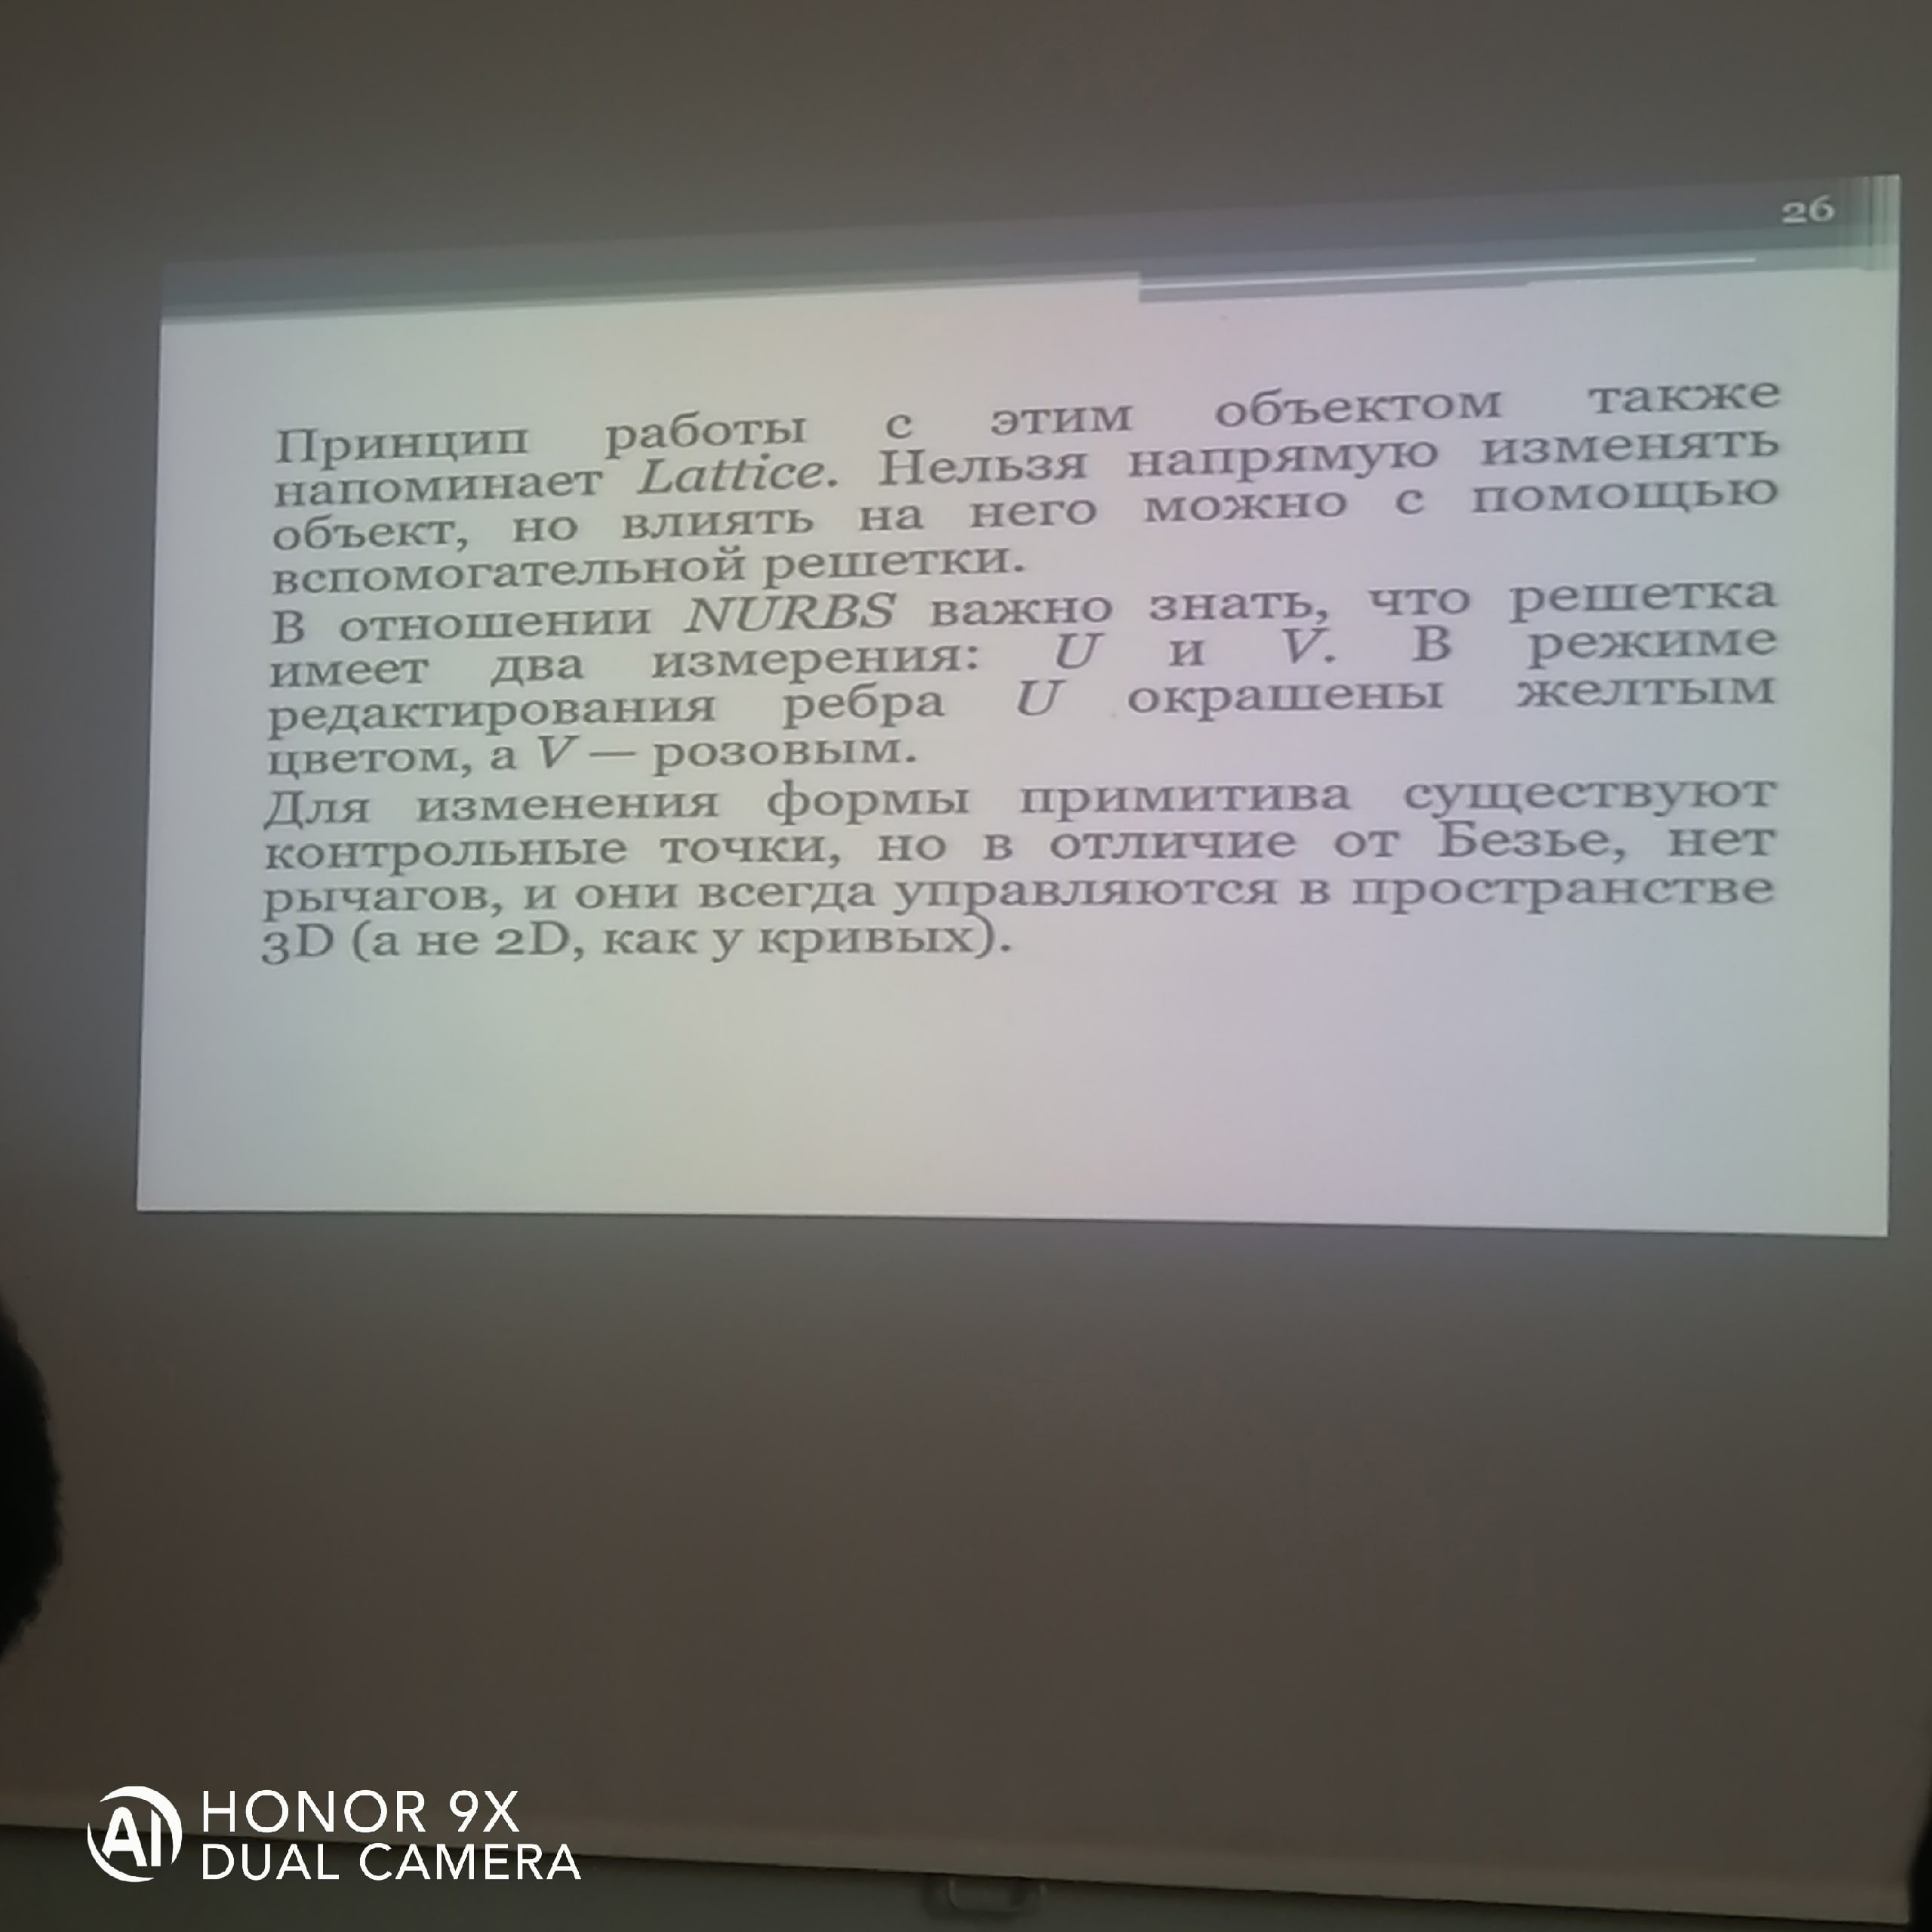 26
Принцип работы с этим объектом также
напоминает Lattice. Нельзя напрямую изменять
объект, но влиять на него можно с помощью
вспомогательной решетки.
В отношении NURBS важно знать, что решетка
имеет два измерения: U и V. В режиме
редактирования ребра U окрашены желтым
цветом, а V — розовым.
Для изменения формы примитива существуют
контрольные точки, но в отличие от Безье, нет
рычагов, и они всегда управляются в пространстве
3D (а не 2D, как у кривых).
AI HONOR 9X
DUAL CAMERA